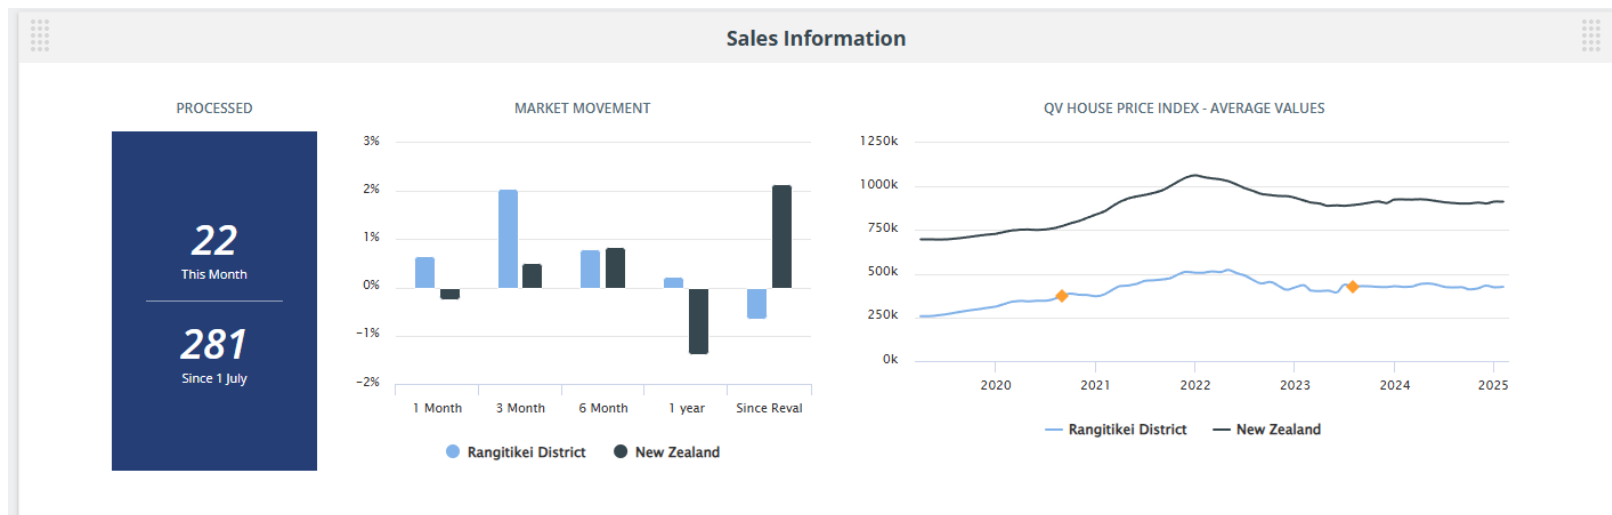 Sales Information
PROCESSED
22
This Month
281
Since 1 July
MARKET MOVEMENT
3%
2%
1%
0%
−1%
−2%
1 Month 3 Month 6 Month 1 year Since Reval
Rangitikei District New Zealand
QV HOUSE PRICE INDEX - AVERAGE VALUES
1250k
1000k
750k
500k
250k
0k
2020 2021 2022 2023 2024 2025
Rangitikei District New Zealand